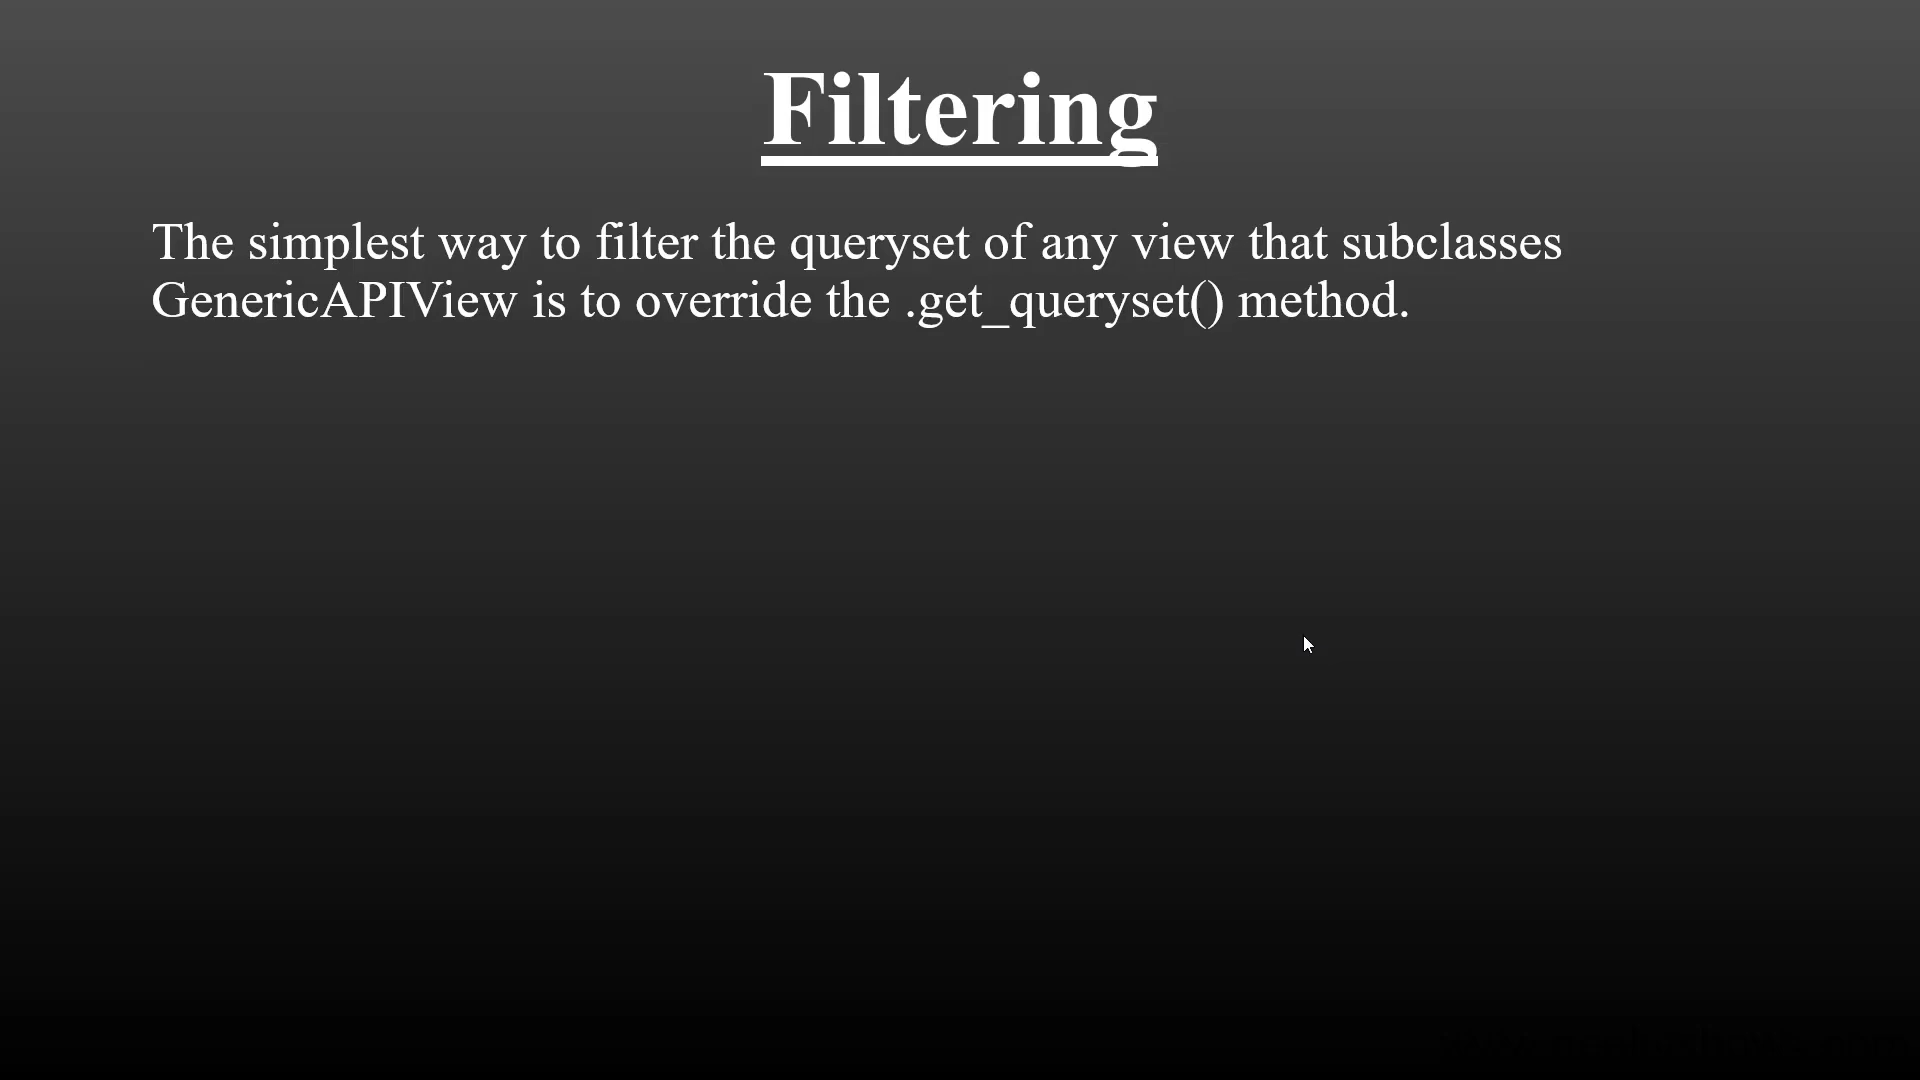 Filtering
The simplest way to filter the queryset of any view that subclasses
GenericAPIView is to override the .get_queryset() method.